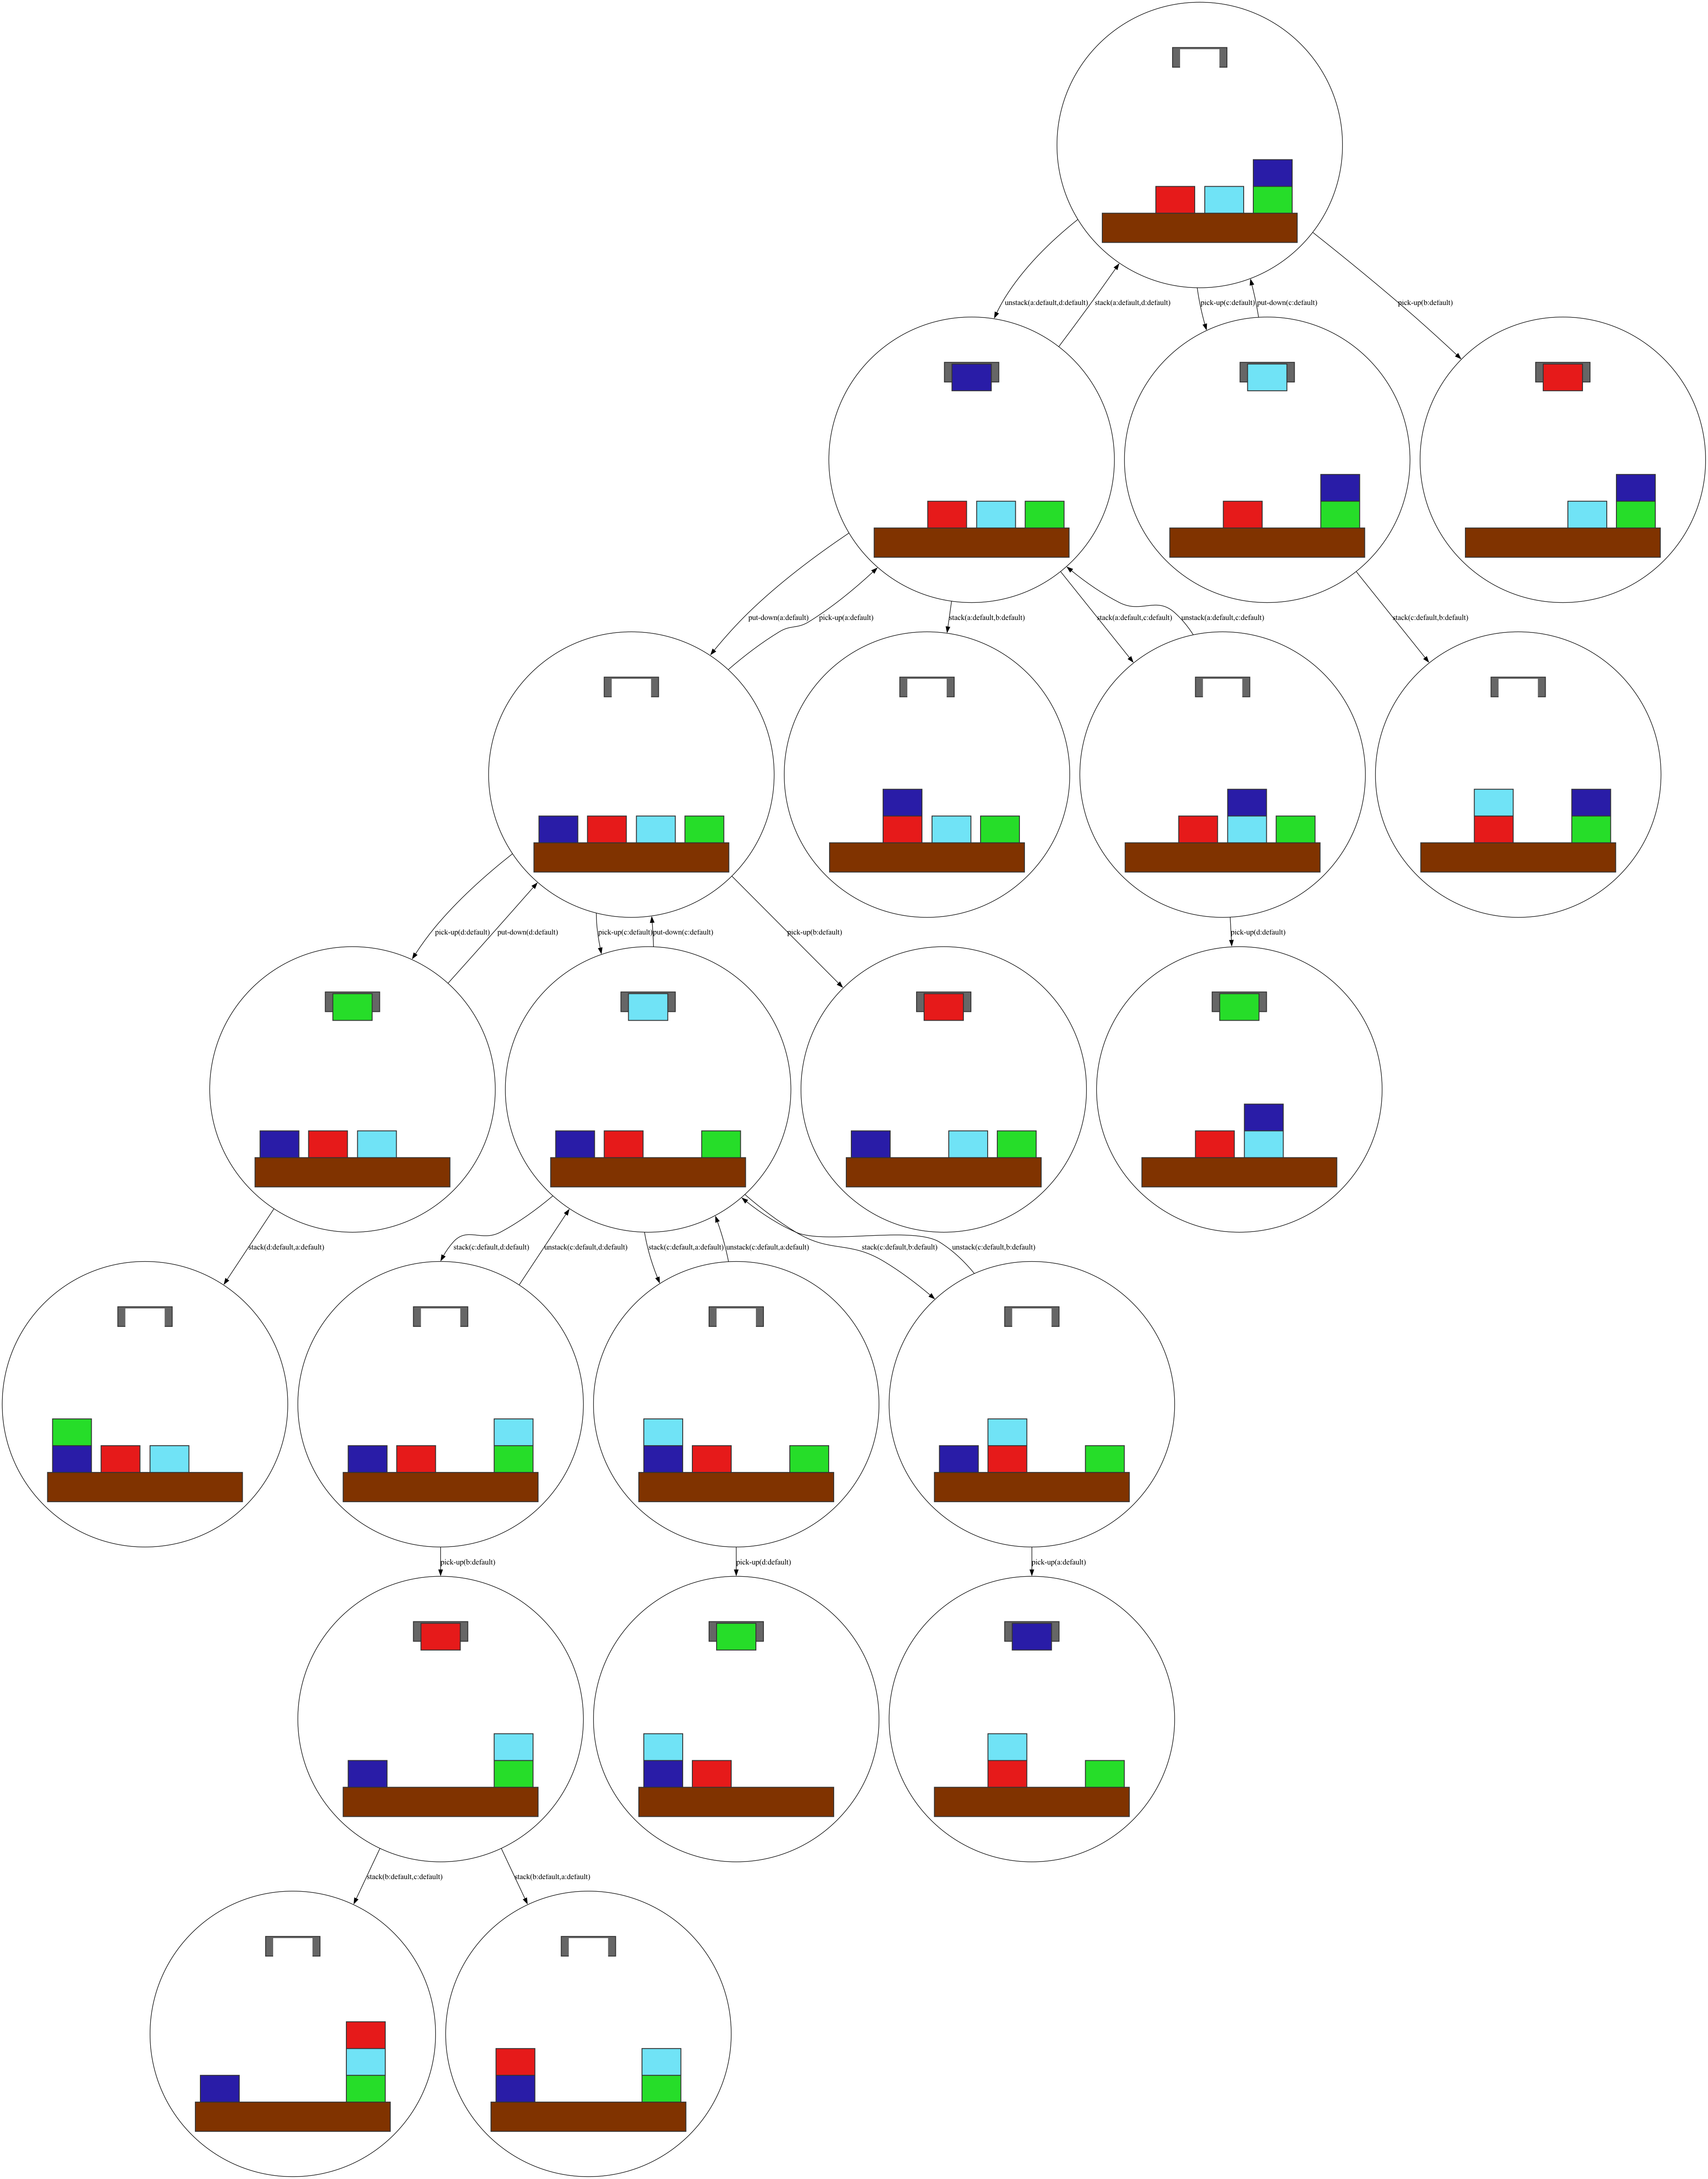 unstack(a:default,d:default)
stack(a:default,d:default)
pick-up(c:default)
put-down(c:default)
pick-up(b:default)
put-down(a:default)
pick-up(a:default)
stack(a:default,b:default)
stack(a:default,c:default)
unstack(a:default,c:default)
stack(c:default,b:default)
pick-up(d:default)
put-down(d:default)
pick-up(c:default)
put-down(c:default)
pick-up(b:default)
pick-up(d:default)
stack(d:default,a:default)
stack(c:default,d:default)
unstack(c:default,d:default)
stack(c:default,a:default)
unstack(c:default,a:default)
stack(c:default,b:default)
unstack(c:default,b:default)
pick-up(b:default)
pick-up(d:default)
pick-up(a:default)
stack(b:default,c:default)
stack(b:default,a:default)